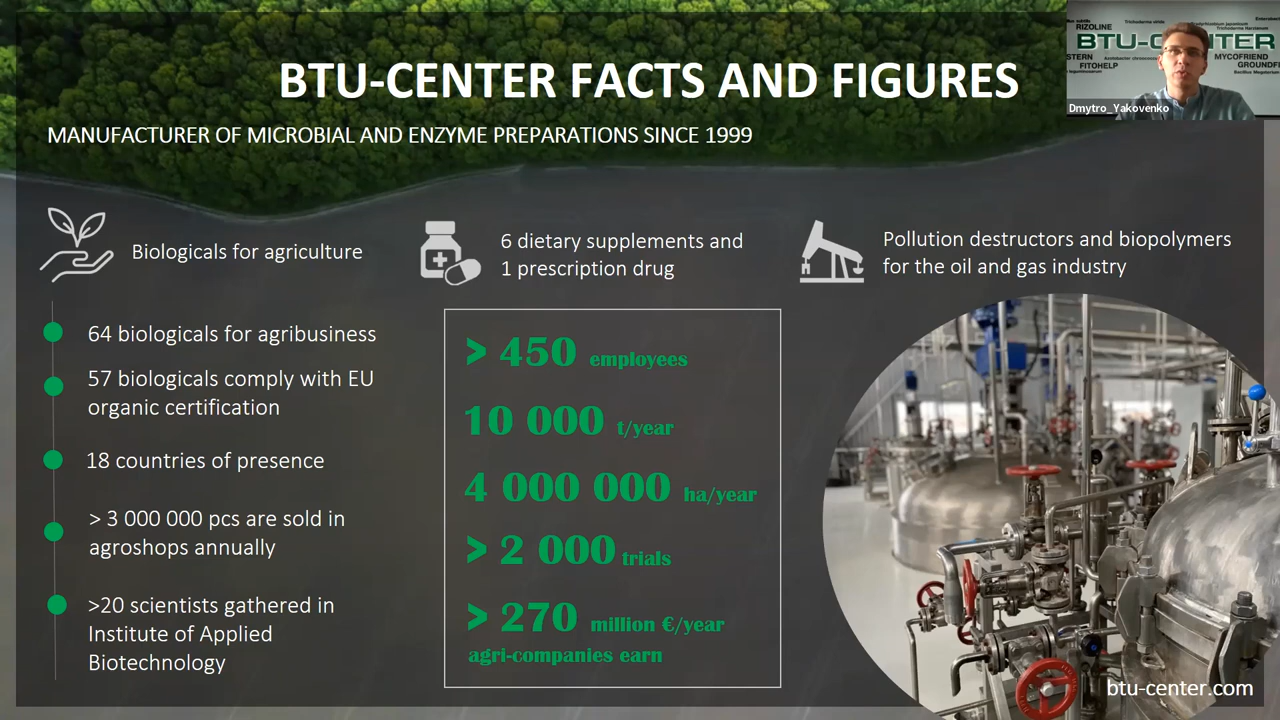 BTU-CENTER FACTS AND FIGURES
MANUFACTURER OF MICROBIAL AND ENZYME PREPARATIONS SINCE 1999
RIZOLINE
BTU-C NTER
STERN
MYCOFRIEND
FITOHELP
GROUNDF
Dmytro_Yakovenko
Biologicals for agriculture
6 dietary supplements and
1 prescription drug
Pollution destructors and biopolymers
for the oil and gas industry
64 biologicals for agribusiness
57 biologicals comply with EU
organic certification
18 countries of presence
> 3 000 000 pcs are sold in
agroshops annually
>20 scientists gathered in
Institute of Applied
Biotechnology
> 450 employees
10 000 t/year
4 000 000 ha/year
> 2 000 trials
> 270 million €/year
agri-companies earn
btu-center.com